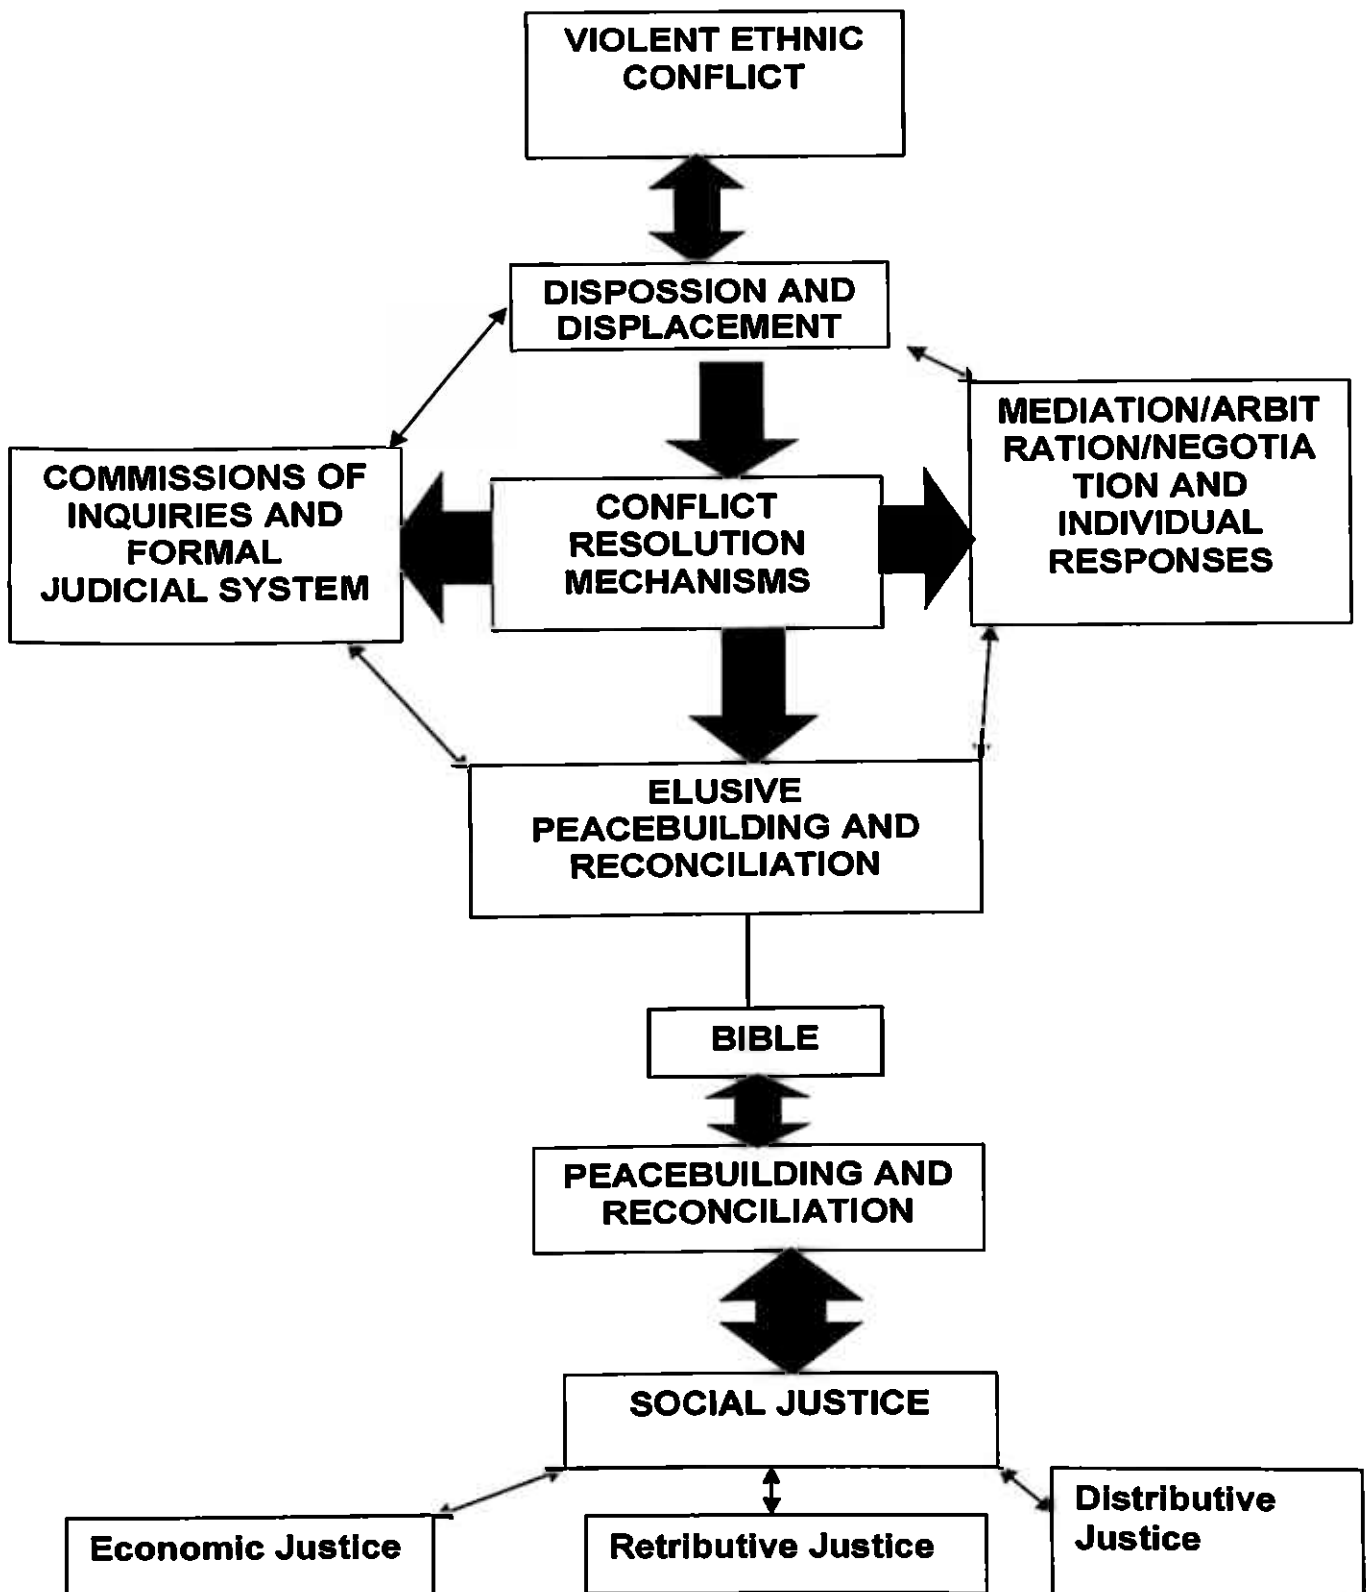 VIOLENT ETHNIC
CONFLICT
DISPOSSION AND
DISPLACEMENT
COMMISSIONS OF
INQUIRIES AND
FORMAL
JUDICIAL SYSTEM
CONFLICT
RESOLUTION
MECHANISMS
MEDIATION/ARBIT
RATION/NEGOTIA
TION AND
INDIVIDUAL
RESPONSES
ELUSIVE
PEACEBUILDING AND
RECONCILIATION
BIBLE
PEACEBUILDING AND
RECONCILIATION
SOCIAL JUSTICE
Economic Justice
Retributive Justice
Distributive
Justice